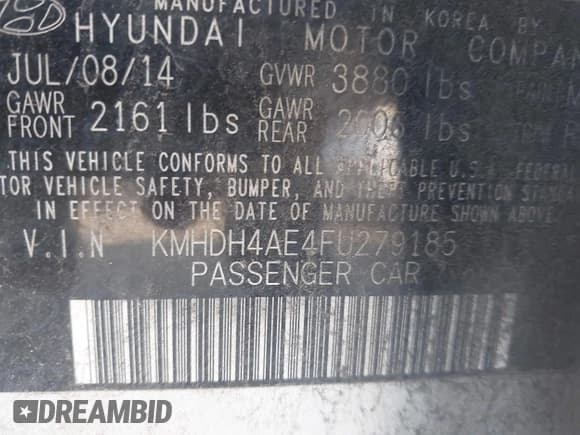 MANUFACTURED IN KOREA BY
HYUNDAI MOTOR COMPAN
JUL/08/14 GVWR 3880 lbs
GAWR FRONT 2161 lbs GAWR REAR lbs
THIS VEHICLE CONFORMS TO ALL APPLICABLE U.S. FEDERAL
TOR VEHICLE SAFETY, BUMPER, AND THEFT PREVENTION STANDA
IN EFFECT ON THE DATE OF MANUFACTURE SHOWN
V.I.N KMHDH4AE4FU279185
PASSENGER CAR
DREAMBID